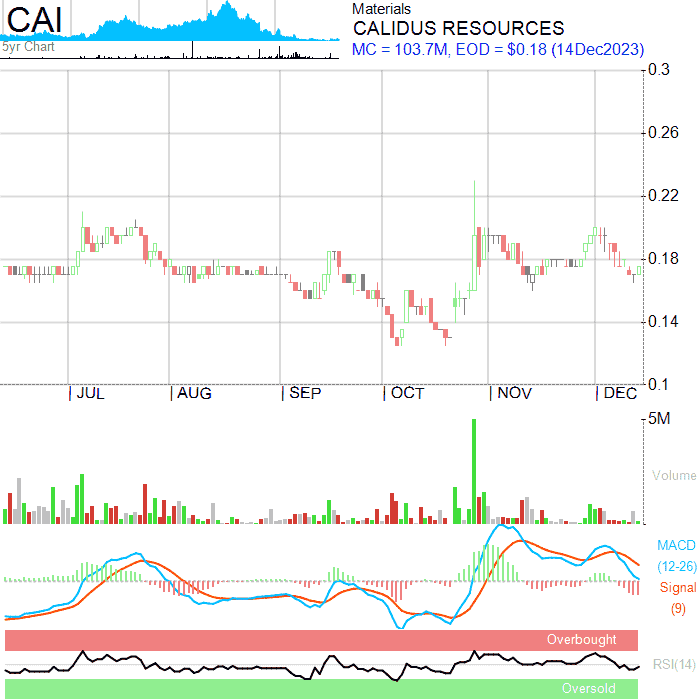 CAI
5yr Chart
Materials
CALIDUS RESOURCES
MC = 103.7M, EOD = $0.18 (14Dec2023)
0.3
0.26
0.22
0.18
0.14
0.1
JUL AUG SEP OCT NOV DEC
5M
Volume
MACD
(12-26)
Signal
(9)
Overbought
RSI(14)
Oversold